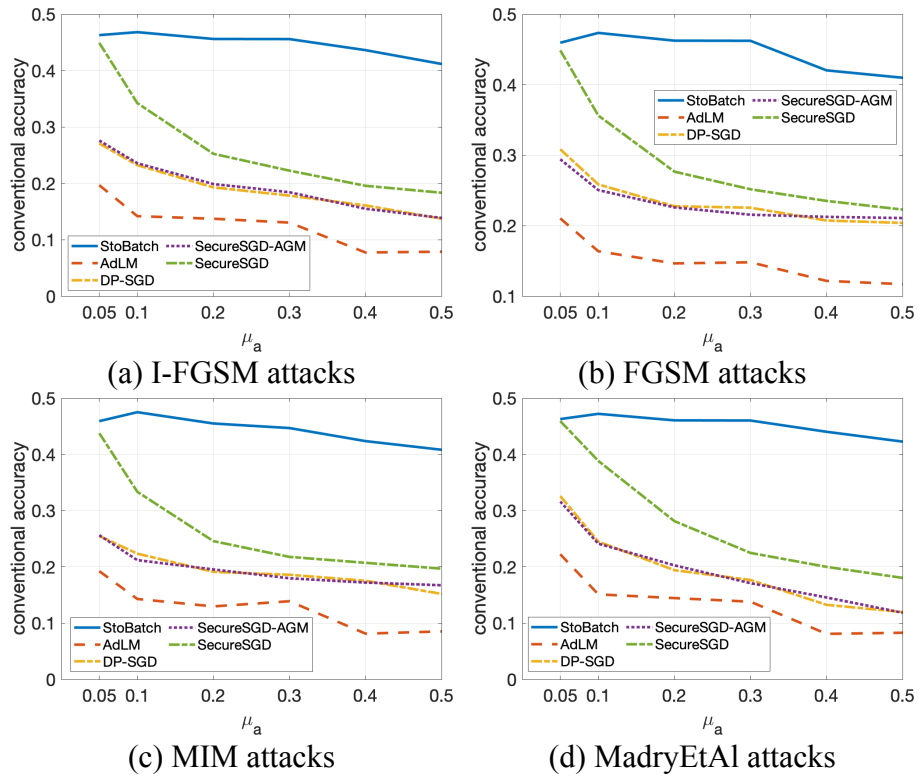 0.5
0.4
0.3
0.2
0.1
0
conventional accuracy
StoBatch
AdLM
DP-SGD
SecureSGD-AGM
SecureSGD
0.05 0.1 0.2 0.3 0.4 0.5
μa
(a) I-FGSM attacks
0.5
0.4
0.3
0.2
0.1
conventional accuracy
StoBatch
AdLM
DP-SGD
SecureSGD-AGM
SecureSGD
0.05 0.1 0.2 0.3 0.4 0.5
μa
(b) FGSM attacks
0.5
0.4
0.3
0.2
0.1
0
conventional accuracy
StoBatch
AdLM
DP-SGD
SecureSGD-AGM
SecureSGD
0.05 0.1 0.2 0.3 0.4 0.5
μa
(c) MIM attacks
0.5
0.4
0.3
0.2
0.1
0
conventional accuracy
StoBatch
AdLM
DP-SGD
SecureSGD-AGM
SecureSGD
0.05 0.1 0.2 0.3 0.4 0.5
μa
(d) MadryEtAl attacks